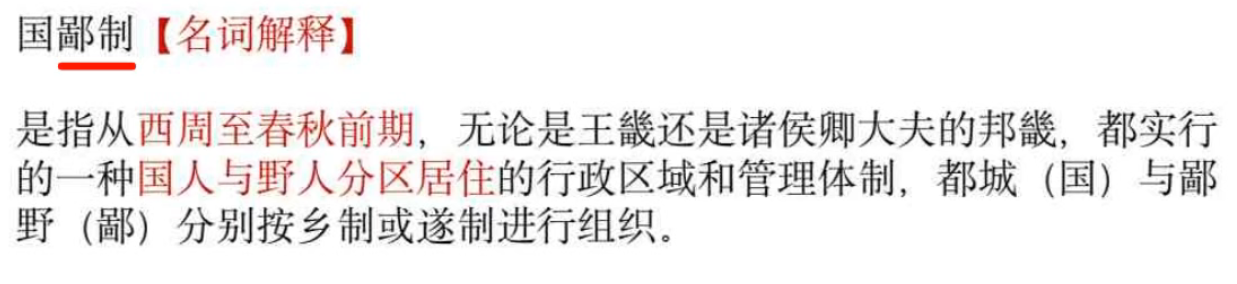 国鄙制【名词解释】
是指从西周至春秋前期，无论是王畿还是诸侯卿大夫的邦畿，都实行
的一种国人与野人分区居住的行政区域和管理体制，都城（国）与鄙
野（鄙）分别按乡制或遂制进行组织。